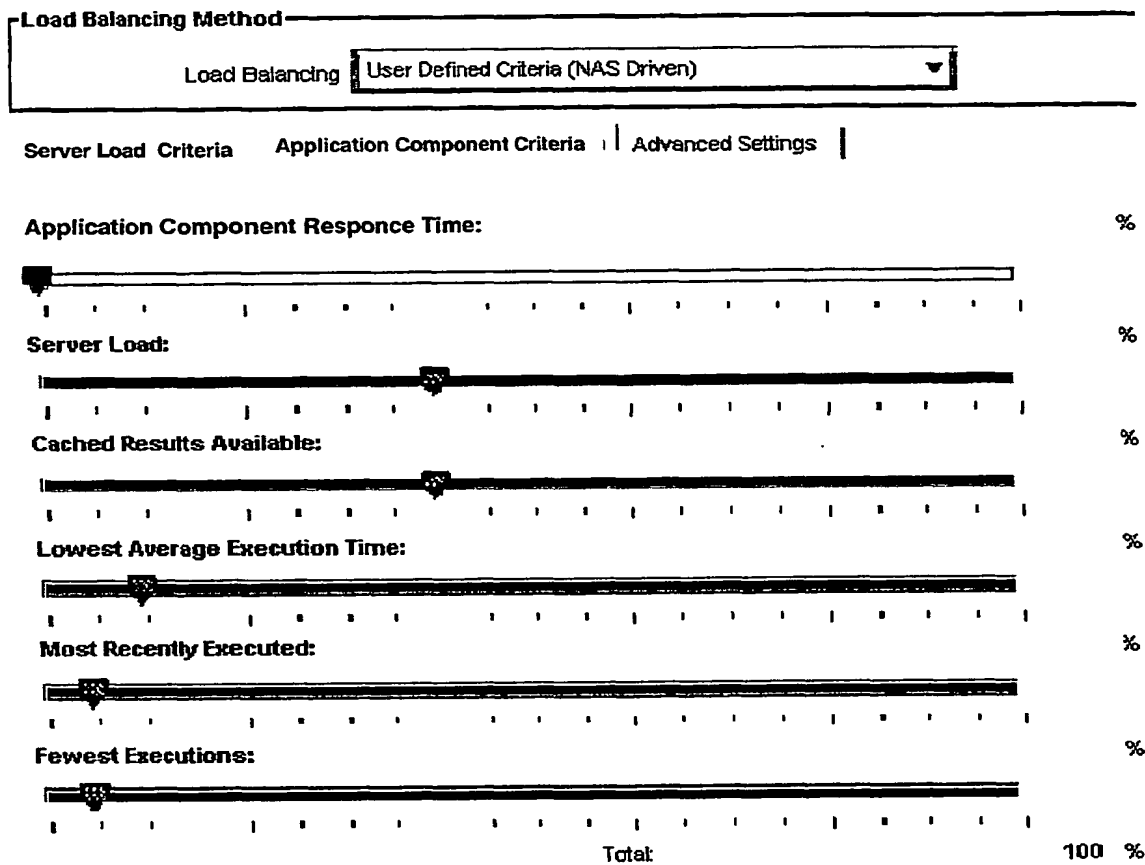 Load Balancing Method
Load Balancing User Defined Criteria (NAS Driven)
Server Load Criteria Application Component Criteria Advanced Settings
Application Component Responce Time: %
Server Load: %
Cached Results Available: %
Lowest Average Execution Time: %
Most Recently Executed: %
Fewest Executions: %
Total: 100 %